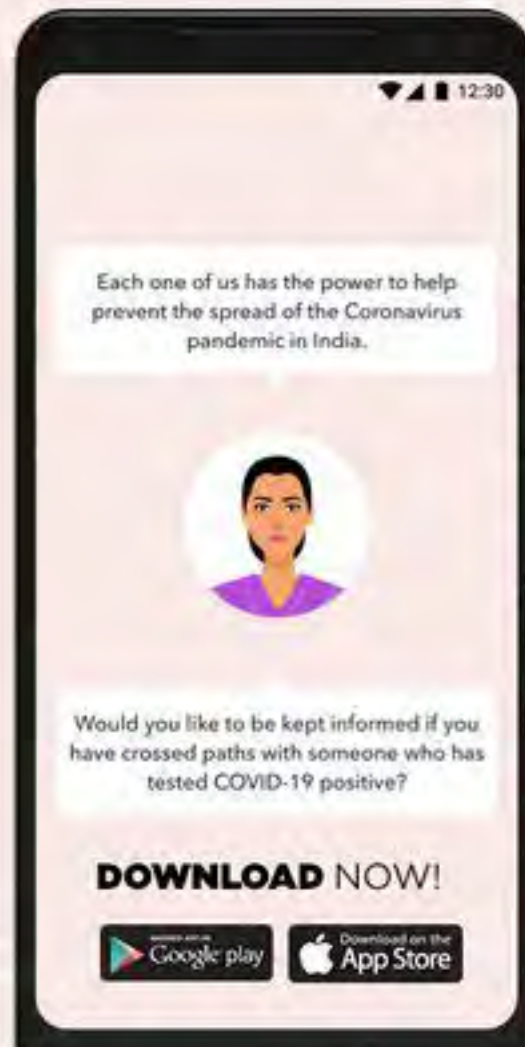 12:30
Each one of us has the power to help
prevent the spread of the Coronavirus
pandemic in India.
Would you like to be kept informed if you
have crossed paths with someone who has
tested COVID-19 positive?
DOWNLOAD NOW!
Google play
Download on the
App Store